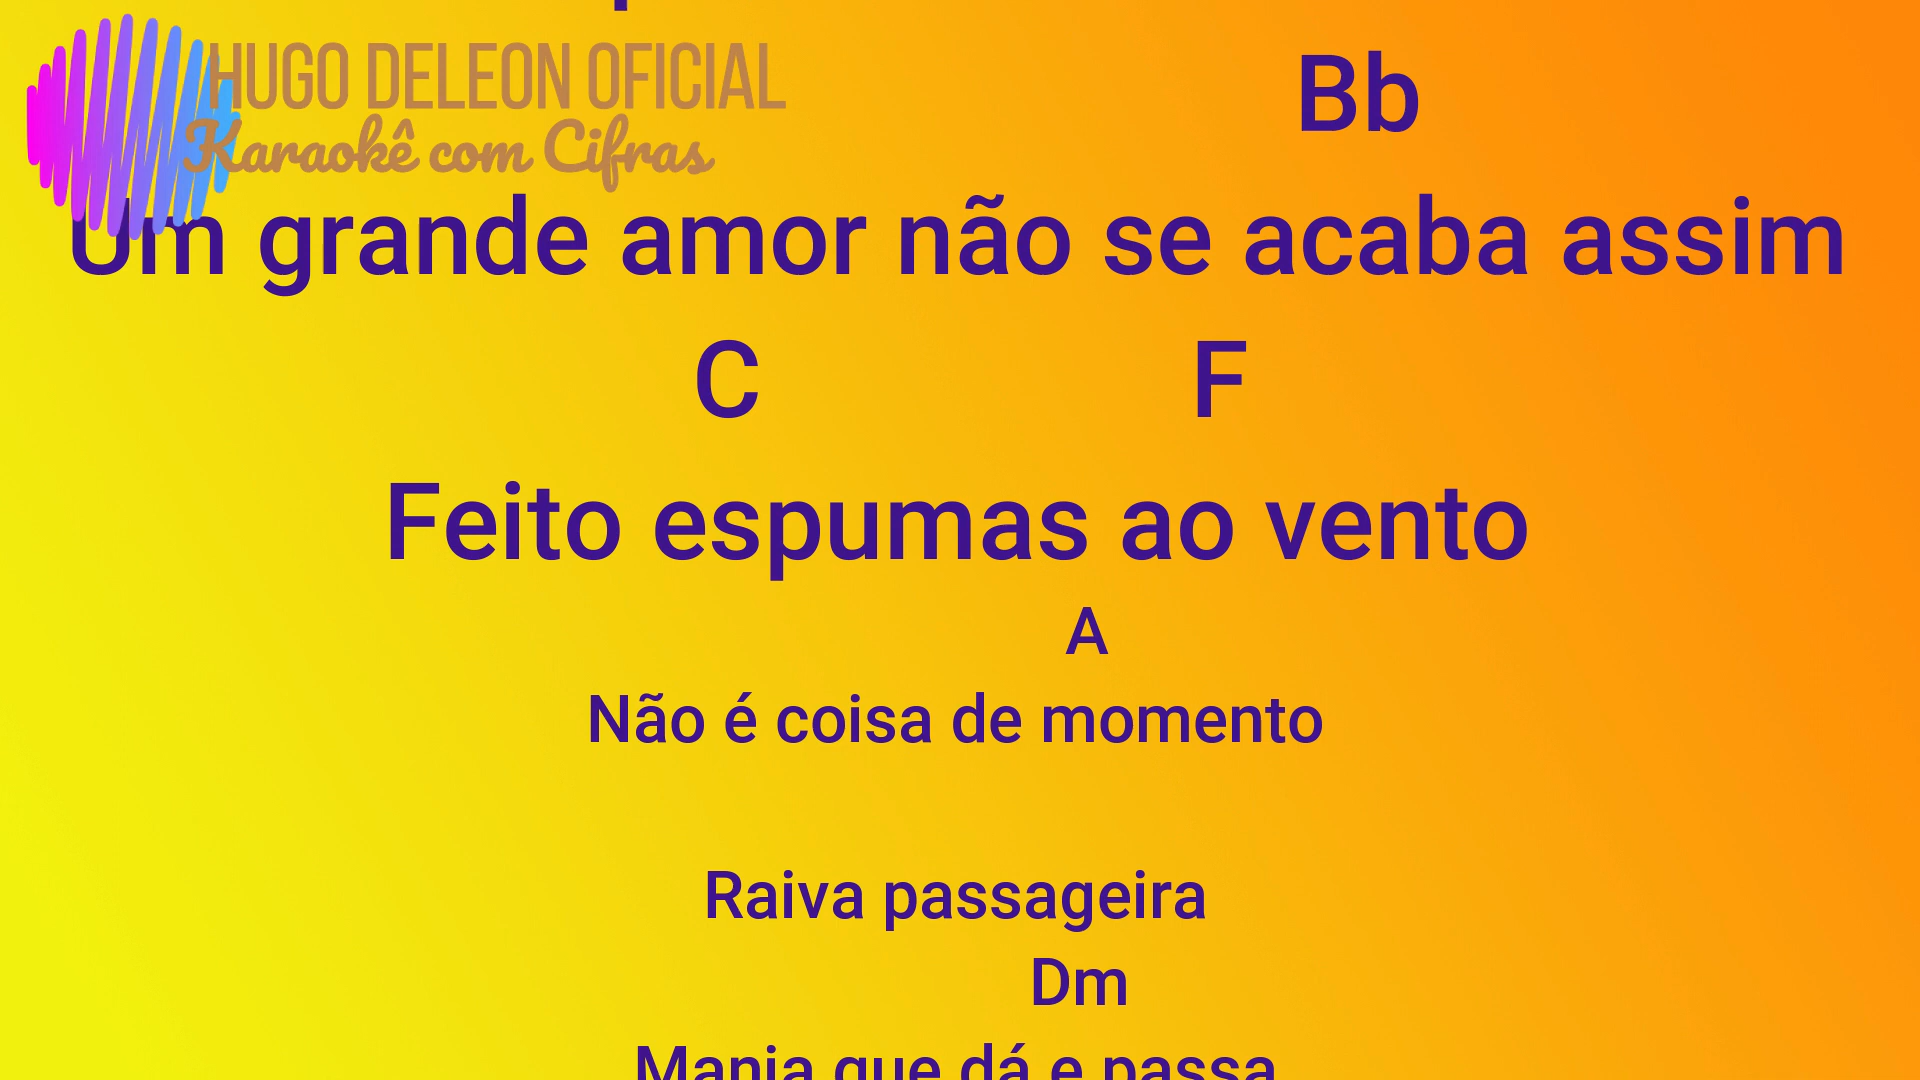 HUGO DELEON OFICIAL
Karaokê com Cifras
Bb
Um grande amor não se acaba assim
C F
Feito espumas ao vento
A
Não é coisa de momento
Raiva passageira
Dm
Mania que dá e passa